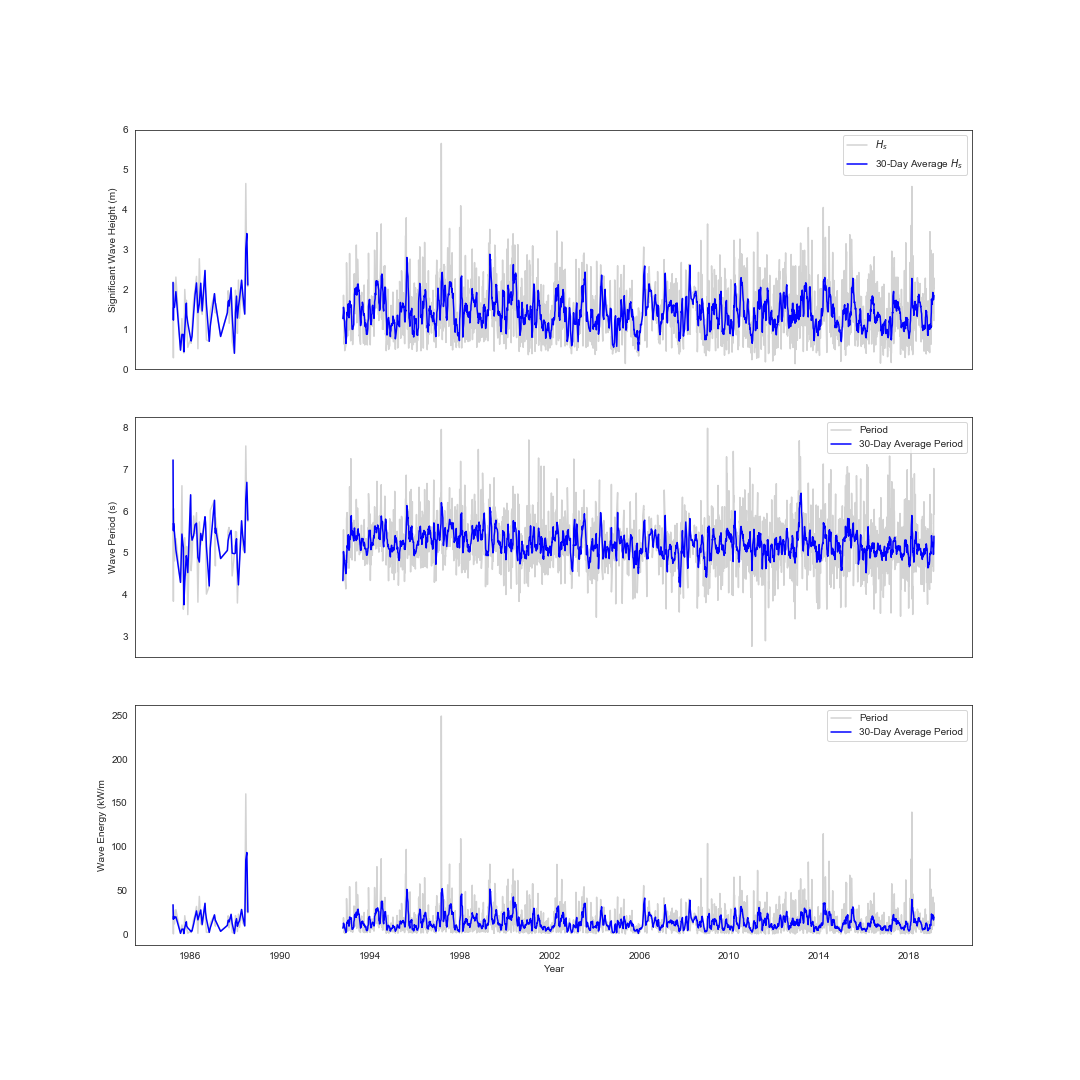 6
5
4
3
2
1
0
Significant Wave Height (m)
Hs
30-Day Average Hs
8
7
6
5
4
3
Wave Period (s)
Period
30-Day Average Period
250
200
150
100
50
0
Wave Energy (kW/m
Period
30-Day Average Period
1986 1990 1994 1998 2002 2006 2010 2014 2018
Year